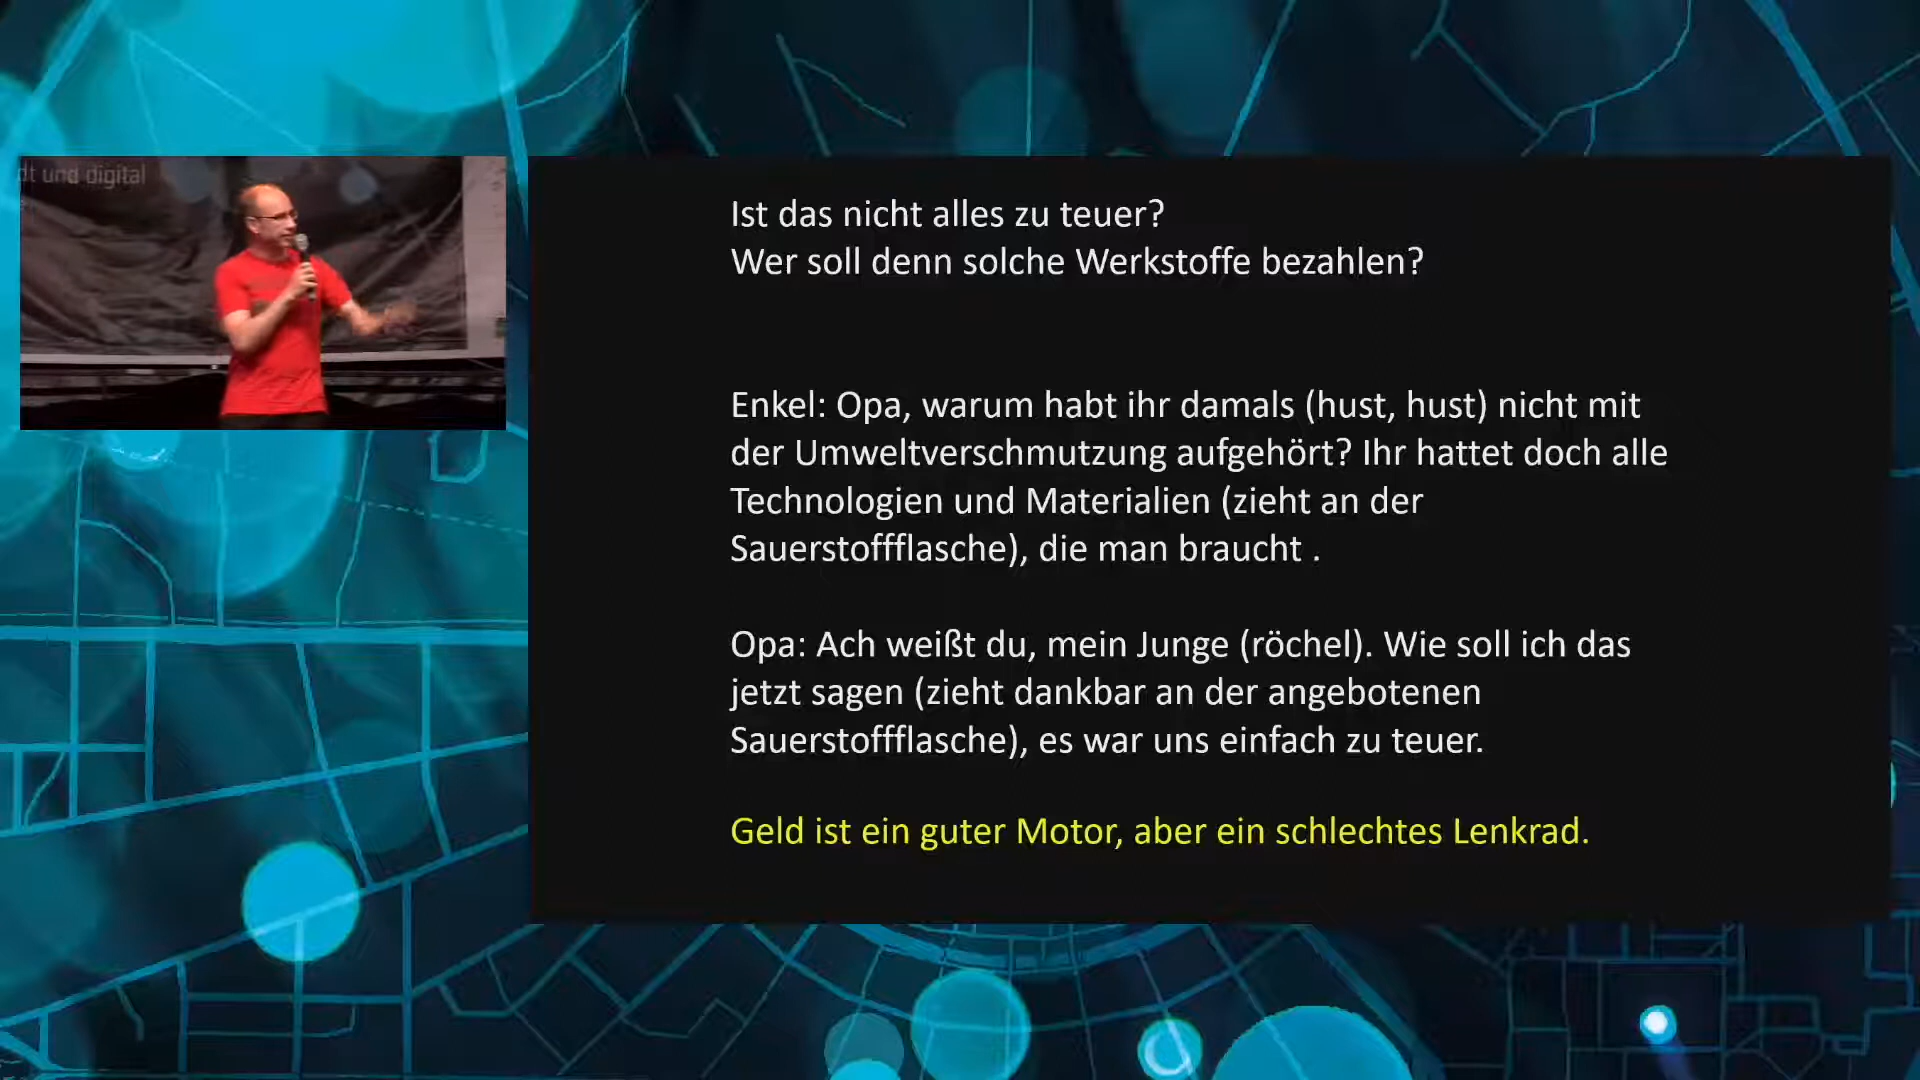 dt und digital
Ist das nicht alles zu teuer?
Wer soll denn solche Werkstoffe bezahlen?
Enkel: Opa, warum habt ihr damals (hust, hust) nicht mit
der Umweltverschmutzung aufgehört? Ihr hattet doch alle
Technologien und Materialien (zieht an der
Sauerstoffflasche), die man braucht .
Opa: Ach weißt du, mein Junge (röchel). Wie soll ich das
jetzt sagen (zieht dankbar an der angebotenen
Sauerstoffflasche), es war uns einfach zu teuer.
Geld ist ein guter Motor, aber ein schlechtes Lenkrad.